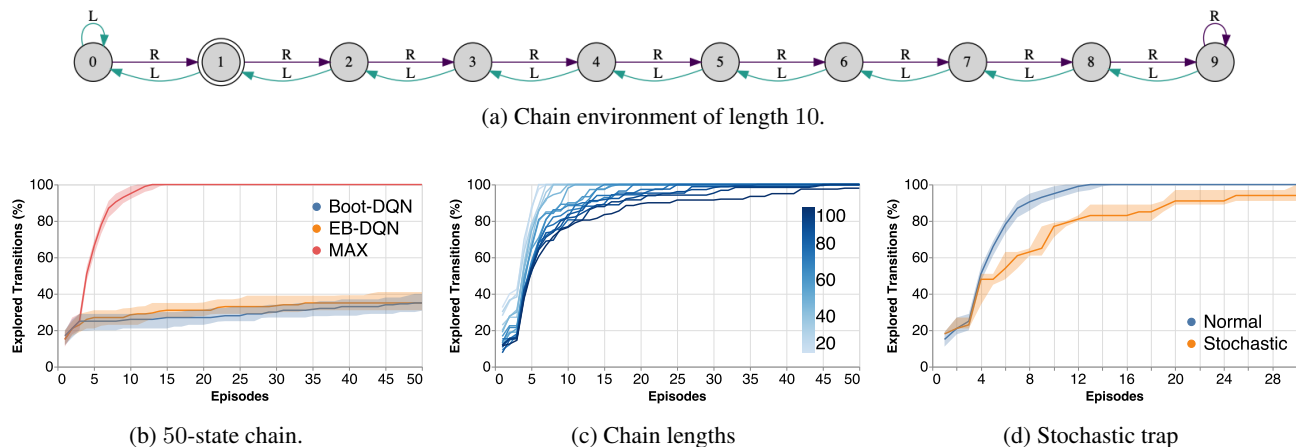 L
R R R R R R R R R R
0 1 2 3 4 5 6 7 8 9
L L L L L L L L L
(a) Chain environment of length 10.
Explored Transitions (%)
100
80
60
40
20
0
Boot-DQN
EB-DQN
MAX
0 5 10 15 20 25 30 35 40 45 50
Episodes
(b) 50-state chain.
Explored Transitions (%)
100
80
60
40
20
0
100
80
60
40
20
0 5 10 15 20 25 30 35 40 45 50
Episodes
(c) Chain lengths
Explored Transitions (%)
100
80
60
40
20
0
Normal
Stochastic
0 4 8 12 16 20 24 28
Episodes
(d) Stochastic trap